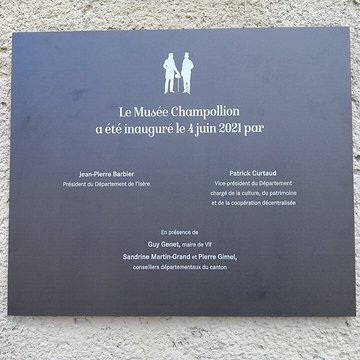 Le Musée Champollion
a été inauguré le 4 juin 2021 par
Jean-Pierre Barbier
Président du Département de l'Isère
Patrick Curtaud
Vice-président du Département
chargé de la culture, du patrimoine
et de la coopération décentralisée
En présence de
Guy Genet, maire de Vif
Sandrine Martin-Grand et Pierre Gimel,
conseillers départementaux du canton